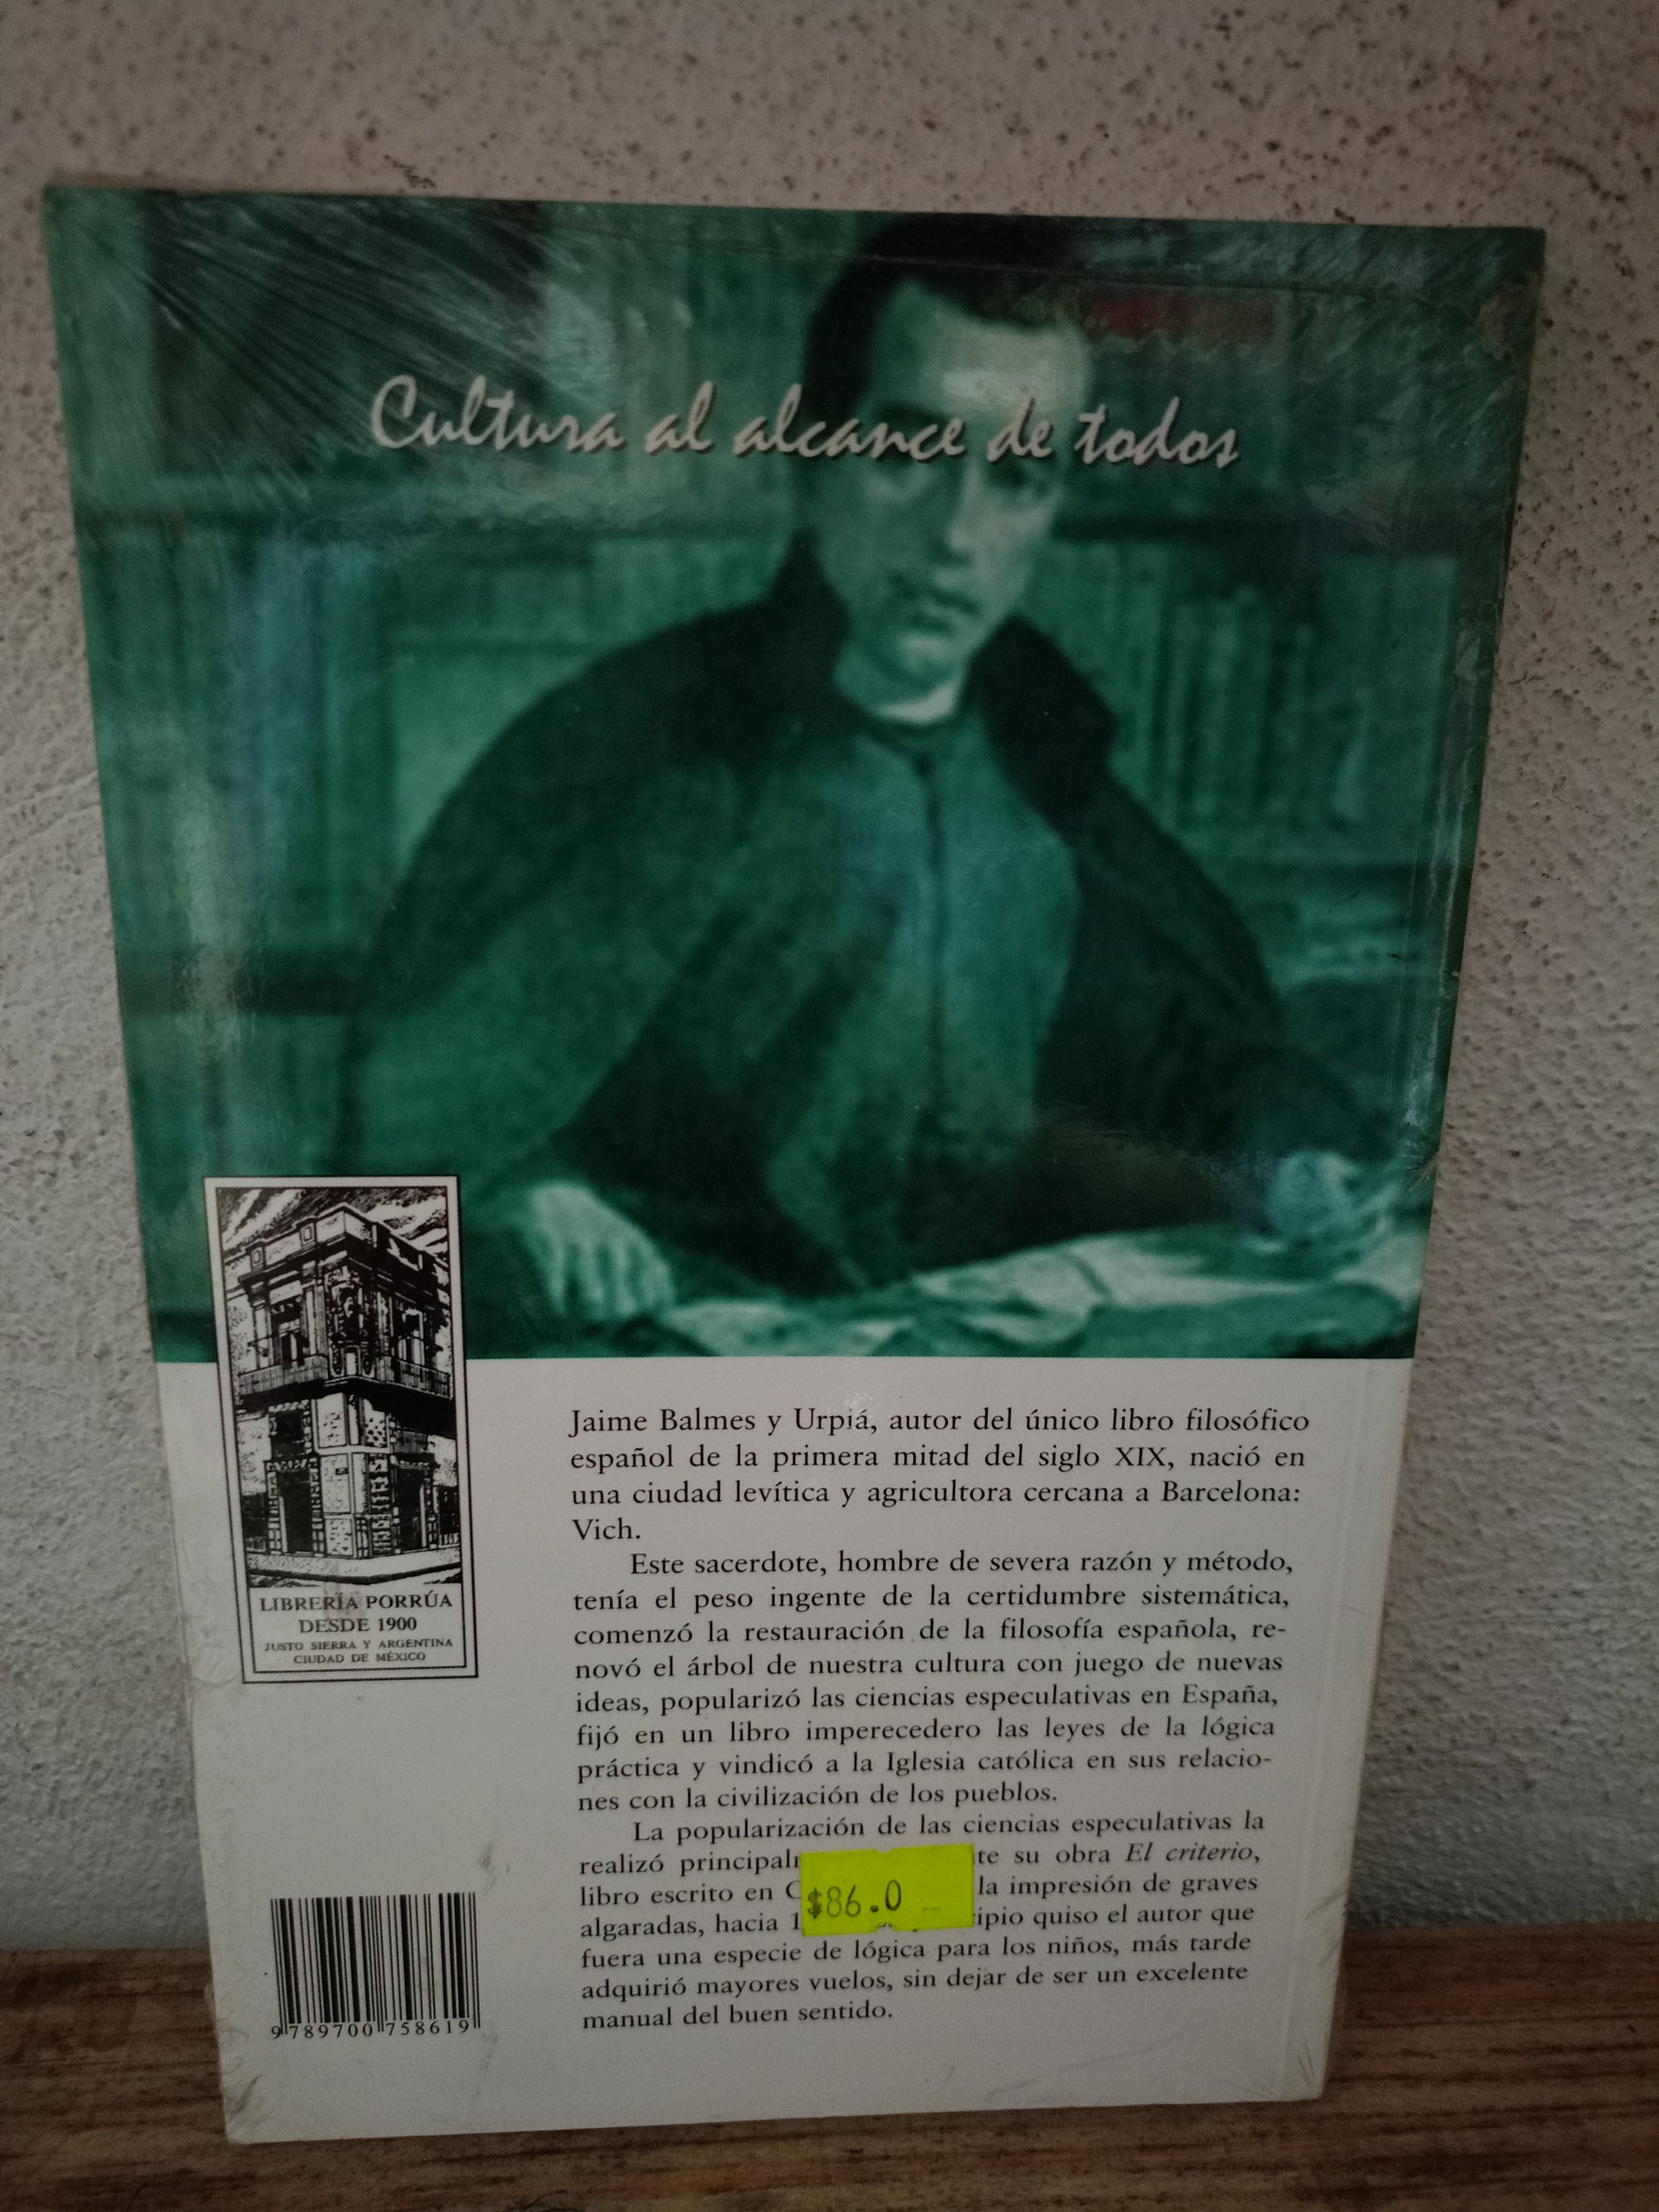 Cultura al alcance de todos
Jaime Balmes y Urpiá, autor del único libro filosófico
español de la primera mitad del siglo XIX, nació en
una ciudad levítica y agricultora cercana a Barcelona:
Vich.
Este sacerdote, hombre de severa razón y método,
tenía el peso ingente de la certidumbre sistemática,
comenzó la restauración de la filosofía española, re-
novó el árbol de nuestra cultura con juego de nuevas
ideas, popularizó las ciencias especulativas en España,
fijó en un libro imperecedero las leyes de la lógica
práctica y vindicó a la Iglesia católica en sus relacio-
nes con la civilización de los pueblos.
La popularización de las ciencias especulativas la
realizó su obra El criterio,
libro escrito en la impresión de graves
algaradas, hacia quiso el autor que
fuera una especie de lógica para los niños, más tarde
adquirió mayores vuelos, sin dejar de ser un excelente
manual del buen sentido.
$86.0
LIBRERÍA PORRÚA
DESDE 1900
JUSTO SIERRA Y ARGENTINA
CIUDAD DE MÉXICO
9 789700 758619